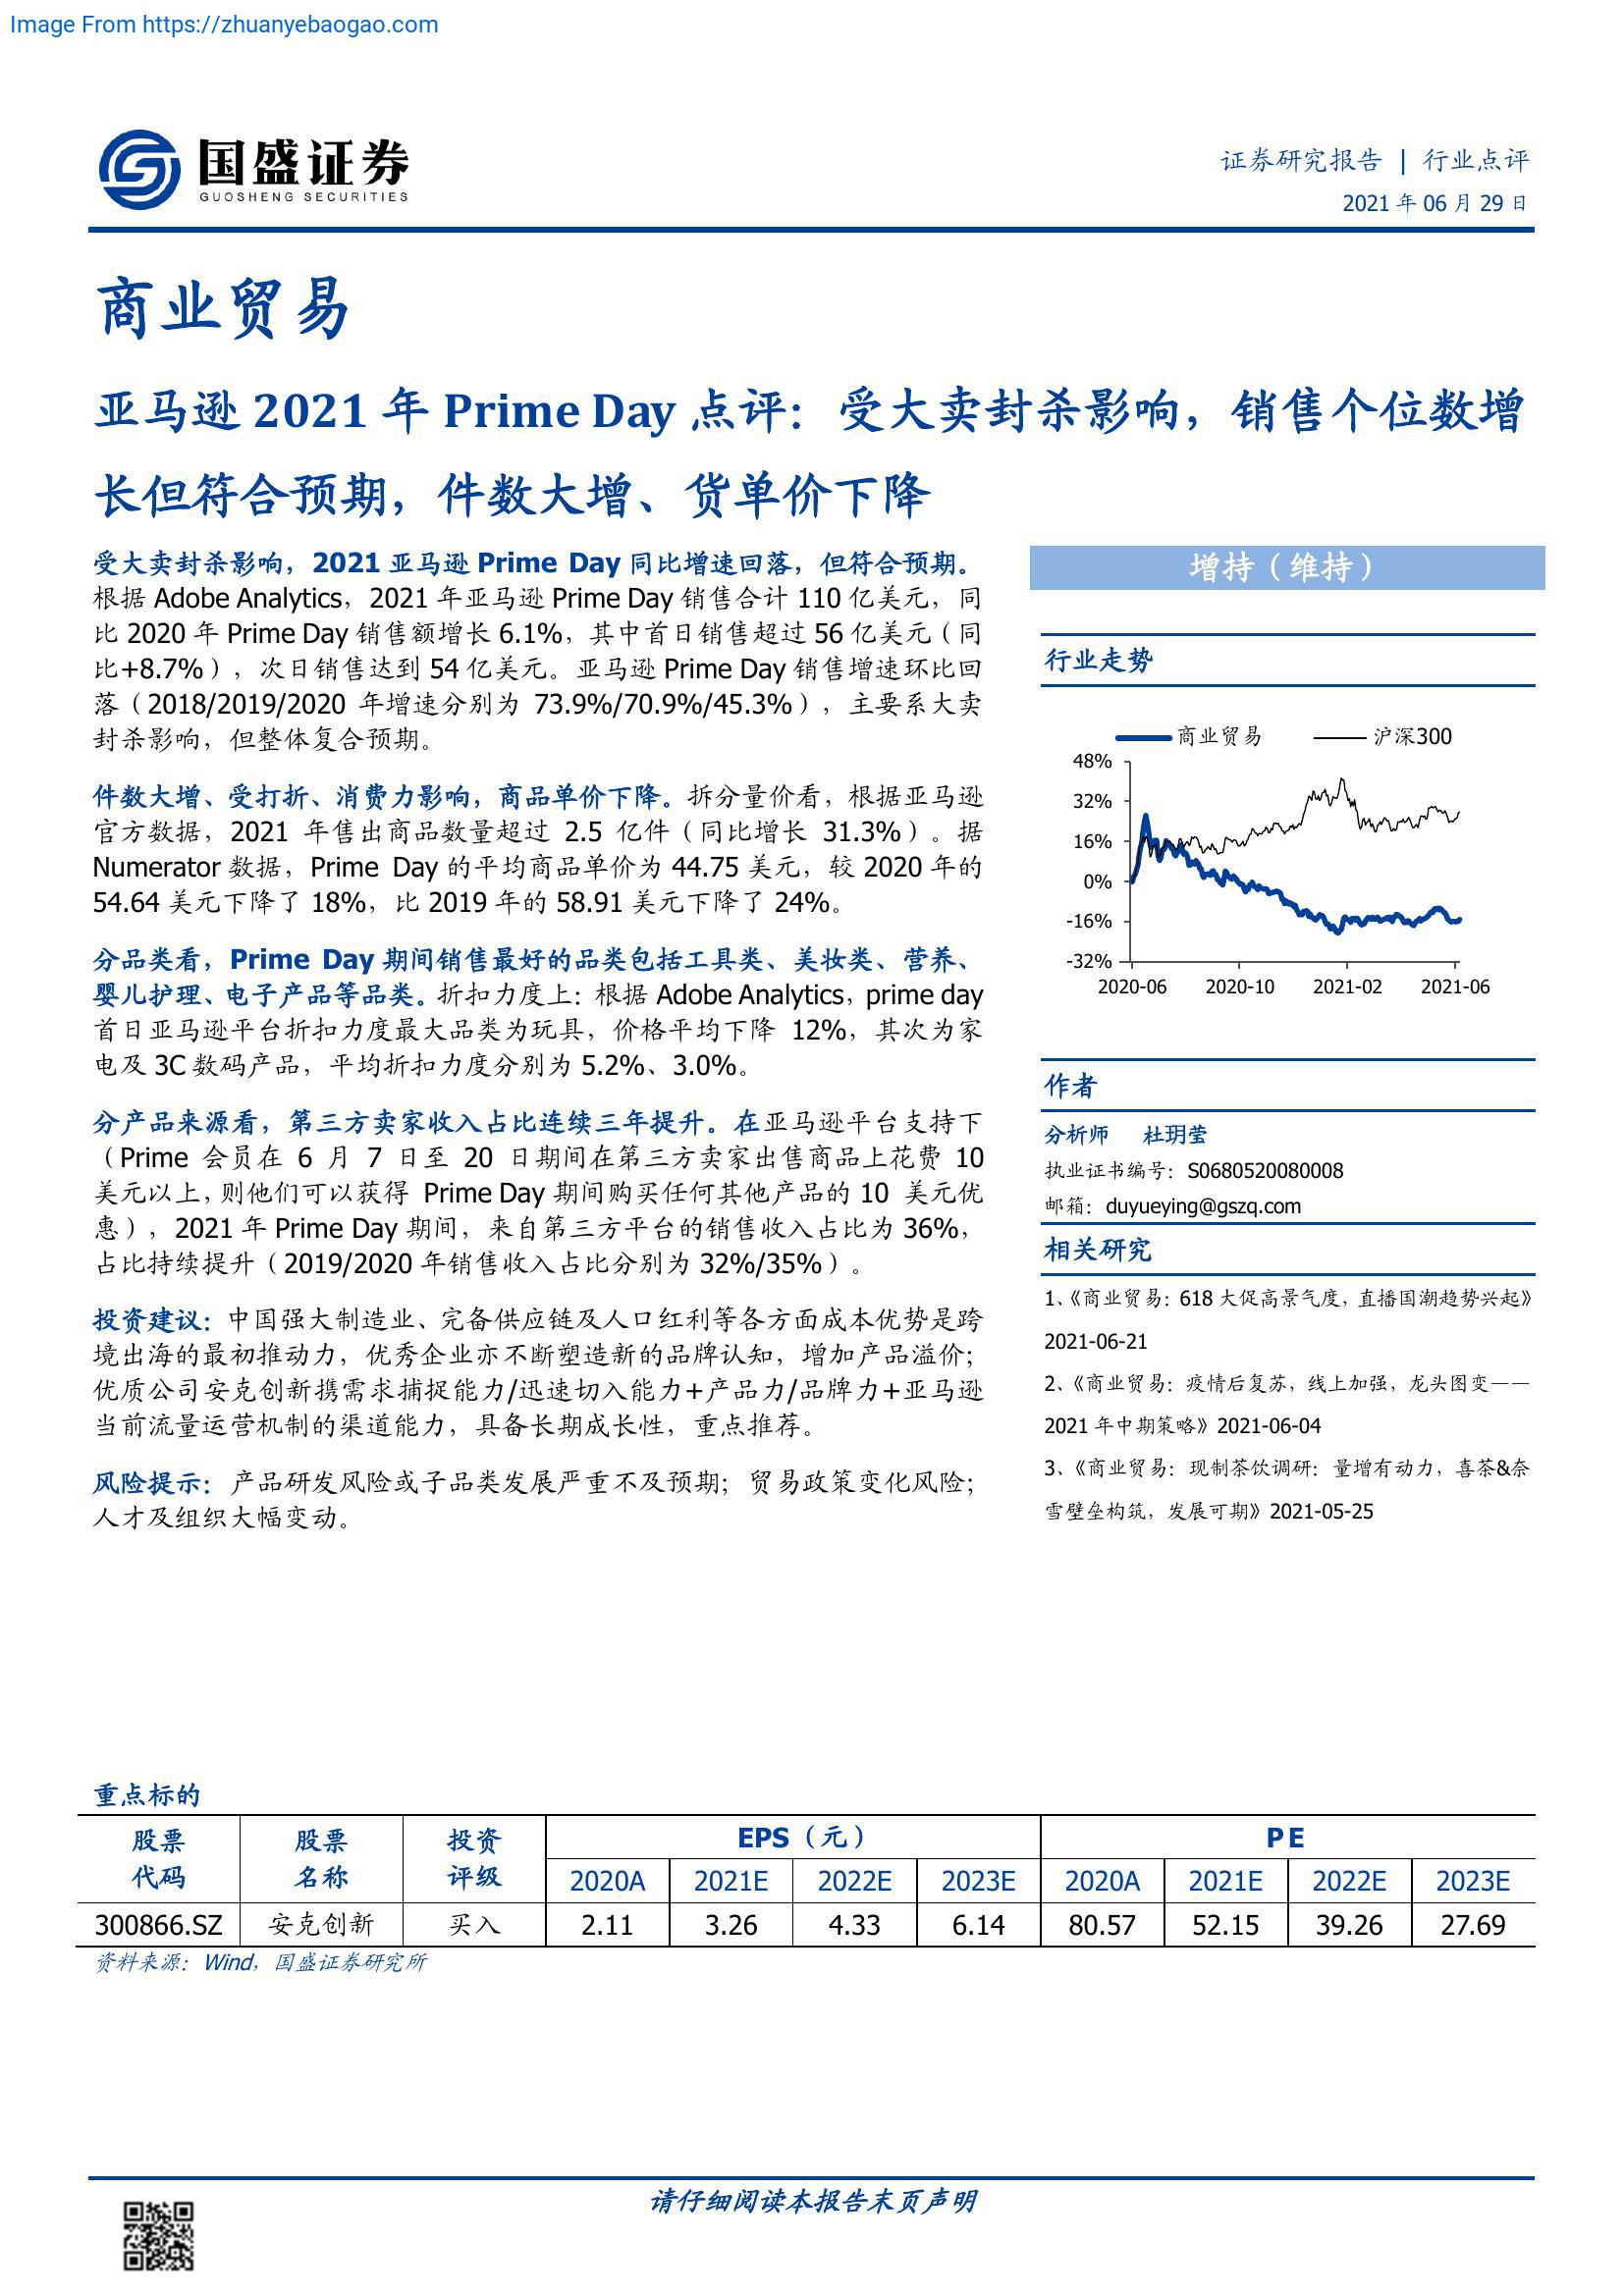 Image From https://zhuanyebaogao.com
国盛证券
GUOSHENG SECURITIES
证券研究报告 | 行业点评
2021 年 06 月 29 日
商业贸易
亚马逊 2021 年 Prime Day 点评：受大卖封杀影响，销售个位数增
长但符合预期，件数大增、货单价下降
受大卖封杀影响，2021 亚马逊 Prime Day 同比增速回落，但符合预期。
根据 Adobe Analytics，2021 年亚马逊 Prime Day 销售合计 110 亿美元，同
比 2020 年 Prime Day 销售额增长 6.1%，其中首日销售超过 56 亿美元（同
比+8.7%），次日销售达到 54 亿美元。亚马逊 Prime Day 销售增速环比回
落（2018/2019/2020 年增速分别为 73.9%/70.9%/45.3%），主要系大卖
封杀影响，但整体复合预期。
件数大增、受打折、消费力影响，商品单价下降。拆分量价看，根据亚马逊
官方数据，2021 年售出商品数量超过 2.5 亿件（同比增长 31.3%）。据
Numerator 数据，Prime Day 的平均商品单价为 44.75 美元，较 2020 年的
54.64 美元下降了 18%，比 2019 年的 58.91 美元下降了 24%。
分品类看，Prime Day 期间销售最好的品类包括工具类、美妆类、营养、
婴儿护理、电子产品等品类。折扣力度上：根据 Adobe Analytics，prime day
首日亚马逊平台折扣力度最大品类为玩具，价格平均下降 12%，其次为家
电及 3C 数码产品，平均折扣力度分别为 5.2%、3.0%。
分产品来源看，第三方卖家收入占比连续三年提升。在亚马逊平台支持下
（Prime 会员在 6 月 7 日至 20 日期间在第三方卖家出售商品上花费 10
美元以上，则他们可以获得 Prime Day 期间购买任何其他产品的 10 美元优
惠），2021 年 Prime Day 期间，来自第三方平台的销售收入占比为 36%，
占比持续提升（2019/2020 年销售收入占比分别为 32%/35%）。
投资建议：中国强大制造业、完备供应链及人口红利等各方面成本优势是跨
境出海的最初推动力，优秀企业亦不断塑造新的品牌认知，增加产品溢价；
优质公司安克创新携需求捕捉能力/迅速切入能力+产品力/品牌力+亚马逊
当前流量运营机制的渠道能力，具备长期成长性，重点推荐。
风险提示：产品研发风险或子品类发展严重不及预期；贸易政策变化风险；
人才及组织大幅变动。
增持（维持）
行业走势
商业贸易 沪深300
48%
32%
16%
0%
-16%
-32%
2020-06 2020-10 2021-02 2021-06
作者
分析师 杜玥莹
执业证书编号：S0680520080008
邮箱：duyueying@gszq.com
相关研究
1、《商业贸易：618 大促高景气度，直播国潮趋势兴起》
2021-06-21
2、《商业贸易：疫情后复苏，线上加强，龙头图变——
2021 年中期策略》2021-06-04
3、《商业贸易：现制茶饮调研：量增有动力，喜茶&奈
雪壁垒构筑，发展可期》2021-05-25
重点标的
股票 股票 投资 EPS（元） PE
代码 名称 评级 2020A 2021E 2022E 2023E 2020A 2021E 2022E 2023E
300866.SZ 安克创新 买入 2.11 3.26 4.33 6.14 80.57 52.15 39.26 27.69
资料来源：Wind，国盛证券研究所
请仔细阅读本报告末页声明